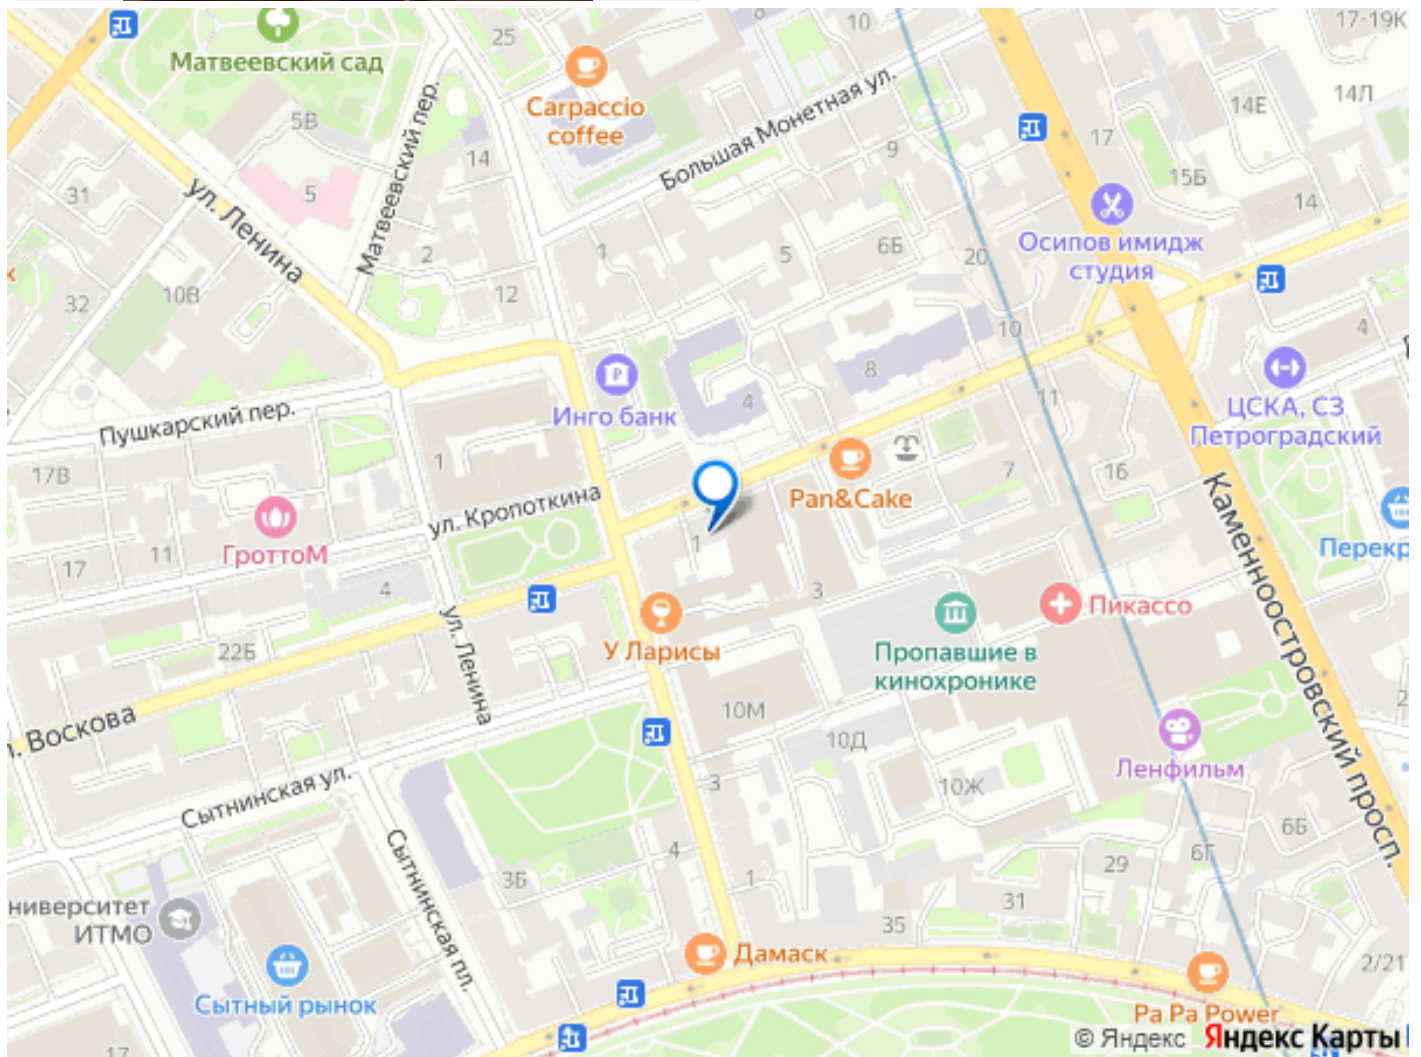 17-19К
25
8
10
Матвеевский сад
Carpaccio
coffee
Большая Монетная ул.
14Е
14Л
5В
Матвеевский пер.
14
9
17
15Б
31
5
ул. Ленина
14
2
1
5
6Б
20
Осипов имидж
студия
32
10В
12
10
4
8
4
11
Инго банк
ЦСКА, СЗ
Петроградский
Пушкарский пер.
17В
1
7
16
Pan&Cake
ул. Кропоткина
Каменноостровский просп.
ГроттоМ
11
17
1
Перекр
4
3
Пикассо
У Ларисы
Пропавшие в
кинохронике
22Б
ул. Ленина
10М
10Д
Воскова
Ленфильм
3
10Ж
Сытнинская ул.
6Б
4
29
6Г
3Б
1
Сытнинская пл.
31
35
ниверситет
ИТМО
Дамаск
2/21
Сытный рынок
Pa Pa Power
17
© Яндекс Яндекс Карты